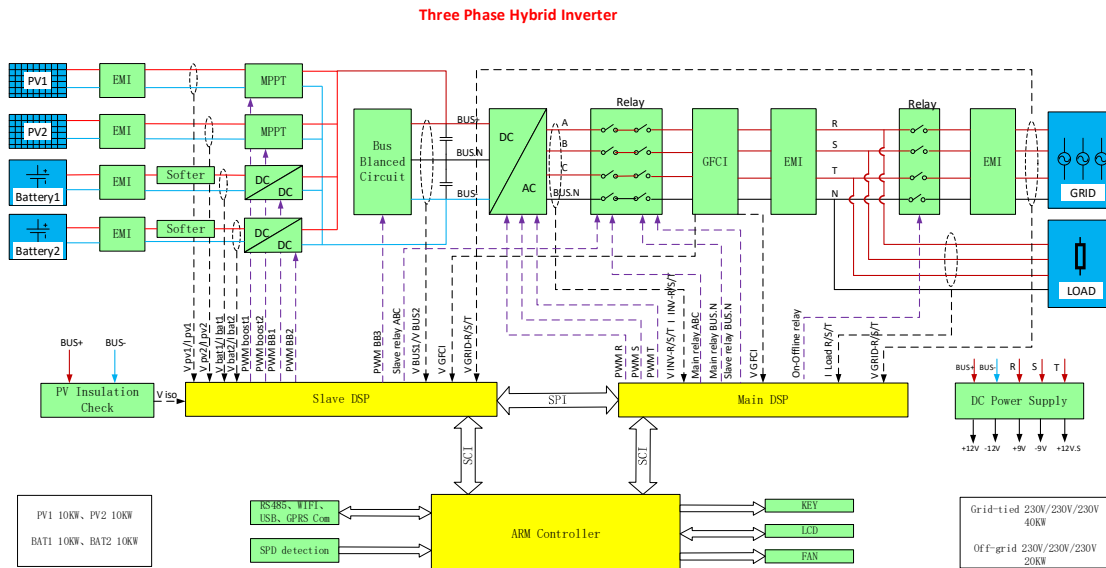 Three Phase Hybrid Inverter
PV1
EMI
MPPT
PV2
EMI
MPPT
Battery1
EMI
Softer
DC
DC
Battery2
EMI
Softer
DC
DC
Bus
Blanced
Circuit
BUS+
BUS.N
BUS-
DC
AC
A
B
C
BUS.N
Relay
GFCI
EMI
R
S
T
N
Relay
EMI
GRID
LOAD
V pv1/I pv1
V pv2/I pv2
V bat1/I bat1
V bat2/I bat2
PWM boost1
PWM boost2
PWM BB1
PWM BB2
PWM BB3
Slave relay ABC
V BUS1/V BUS2
V GFCI
V GRID-R/S/T
PWM R
PWM S
PWM T
V INV-R/S/T I INV-R/S/T
Main relay ABC
Main relay BUS.N
Slave relay BUS.N
V GFCI
On-Offline relay
I Load R/S/T
V GRID-R/S/T
BUS+
BUS-
PV Insulation
Check
V iso
Slave DSP
SPI
Main DSP
BUS+
BUS-
R
S
T
DC Power Supply
+12V
-12V
+9V
-9V
+12V.S
SCI
SCI
PV1 10KW、PV2 10KW
BAT1 10KW、BAT2 10KW
RS485、WIFI、
USB、GPRS Com
SPD detection
ARM Controller
KEY
LCD
FAN
Grid-tied 230V/230V/230V
40KW
Off-grid 230V/230V/230V
20KW